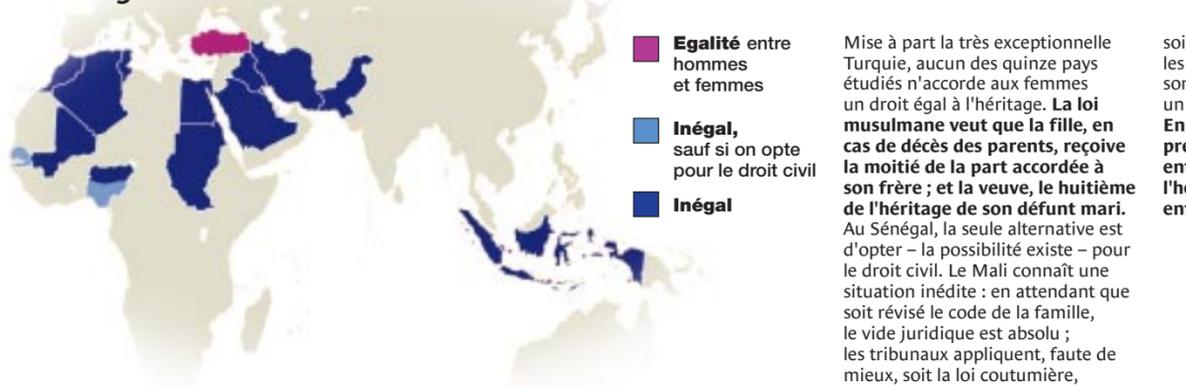 Egalité entre
hommes
et femmes
Inégal,
sauf si on opte
pour le droit civil
Inégal
Mise à part la très exceptionnelle
Turquie, aucun des quinze pays
étudiés n'accorde aux femmes
un droit égal à l'héritage. La loi
musulmane veut que la fille, en
cas de décès des parents, reçoive
la moitié de la part accordée à
son frère ; et la veuve, le huitième
de l'héritage de son défunt mari.
Au Sénégal, la seule alternative est
d'opter – la possibilité existe – pour
le droit civil. Le Mali connaît une
situation inédite : en attendant que
soit révisé le code de la famille,
le vide juridique est absolu ;
les tribunaux appliquent, faute de
mieux, soit la loi coutumière,
les
un
En